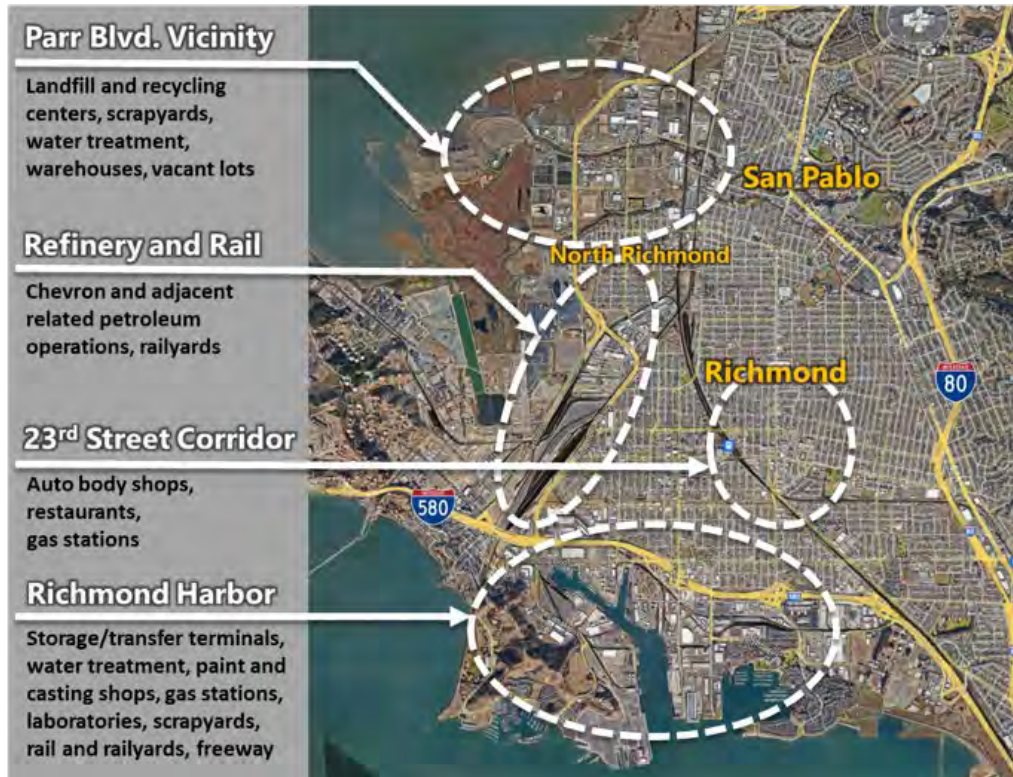 Parr Blvd. Vicinity
Landfill and recycling
centers, scrapyards,
water treatment,
warehouses, vacant lots
Refinery and Rail
Chevron and adjacent
related petroleum
operations, railyards
23rd Street Corridor
Auto body shops,
restaurants,
gas stations
Richmond Harbor
Storage/transfer terminals,
water treatment, paint and
casting shops, gas stations,
laboratories, scrapyards,
rail and railyards, freeway
San Pablo
North Richmond
Richmond
80
580